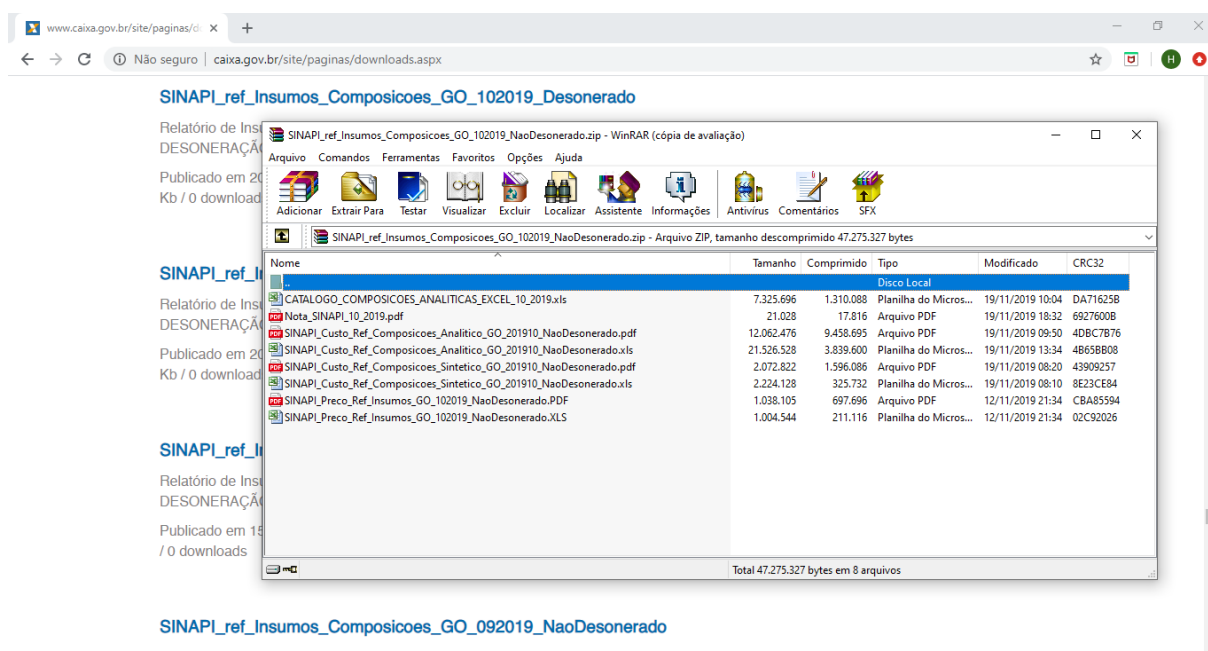 www.caixa.gov.br/site/paginas/d
Não seguro | caixa.gov.br/site/paginas/downloads.aspx
H
SINAPI_ref_Insumos_Composicoes_GO_102019_Desonerado
Relatório de Insu
DESONERAÇÃO
Publicado em 20
Kb / 0 download
SINAPI_ref_I
Relatório de Insu
DESONERAÇÃO
Publicado em 20
Kb / 0 download
SINAPI_ref_I
Relatório de Insu
DESONERAÇÃO
Publicado em 15
/ 0 downloads
SINAPI_ref_Insumos_Composicoes_GO_092019_NaoDesonerado
SINAPI_ref_Insumos_Composicoes_GO_102019_NaoDesonerado.zip - WinRAR (cópia de avaliação)
Arquivo Comandos Ferramentas Favoritos Opções Ajuda
Adicionar Extrair Para Testar Visualizar Excluir Localizar Assistente Informações Antivírus Comentários SFX
SINAPI_ref_Insumos_Composicoes_GO_102019_NaoDesonerado.zip - Arquivo ZIP, tamanho descomprimido 47.275.327 bytes
Nome Tamanho Comprimido Tipo Modificado CRC32
.. Disco Local
CATALOGO_COMPOSICOES_ANALITICAS_EXCEL_10_2019.xls 7.325.696 1.310.088 Planilha do Micros... 19/11/2019 10:04 DA71625B
Nota_SINAPI_10_2019.pdf 21.028 17.816 Arquivo PDF 19/11/2019 18:32 6927600B
SINAPI_Custo_Ref_Composicoes_Analitico_GO_201910_NaoDesonerado.pdf 12.062.476 9.458.695 Arquivo PDF 19/11/2019 09:50 4DBC7B76
SINAPI_Custo_Ref_Composicoes_Analitico_GO_201910_NaoDesonerado.xls 21.526.528 3.839.600 Planilha do Micros... 19/11/2019 13:34 4B65BB08
SINAPI_Custo_Ref_Composicoes_Sintetico_GO_201910_NaoDesonerado.pdf 2.072.822 1.596.086 Arquivo PDF 19/11/2019 08:20 43909257
SINAPI_Custo_Ref_Composicoes_Sintetico_GO_201910_NaoDesonerado.xls 2.224.128 325.732 Planilha do Micros... 19/11/2019 08:10 8E23CE84
SINAPI_Preco_Ref_Insumos_GO_102019_NaoDesonerado.PDF 1.038.105 697.696 Arquivo PDF 12/11/2019 21:34 CBA85594
SINAPI_Preco_Ref_Insumos_GO_102019_NaoDesonerado.XLS 1.004.544 211.116 Planilha do Micros... 12/11/2019 21:34 02C92026
Total 47.275.327 bytes em 8 arquivos